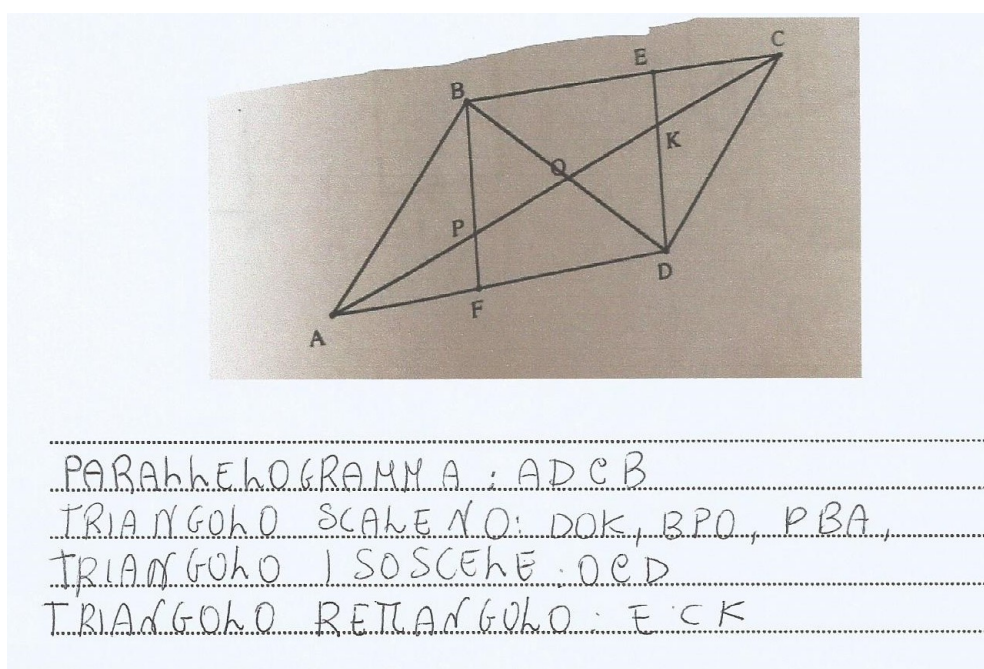 C
E
B
K
O
P
D
F
A
PARALLELOGRAMMA: ADCB
TRIANGOLO SCALENO: DOK, BPO, PBA,
TRIANGOLO ISOSCELE: OCD
TRIANGOLO RETTANGOLO: ECK